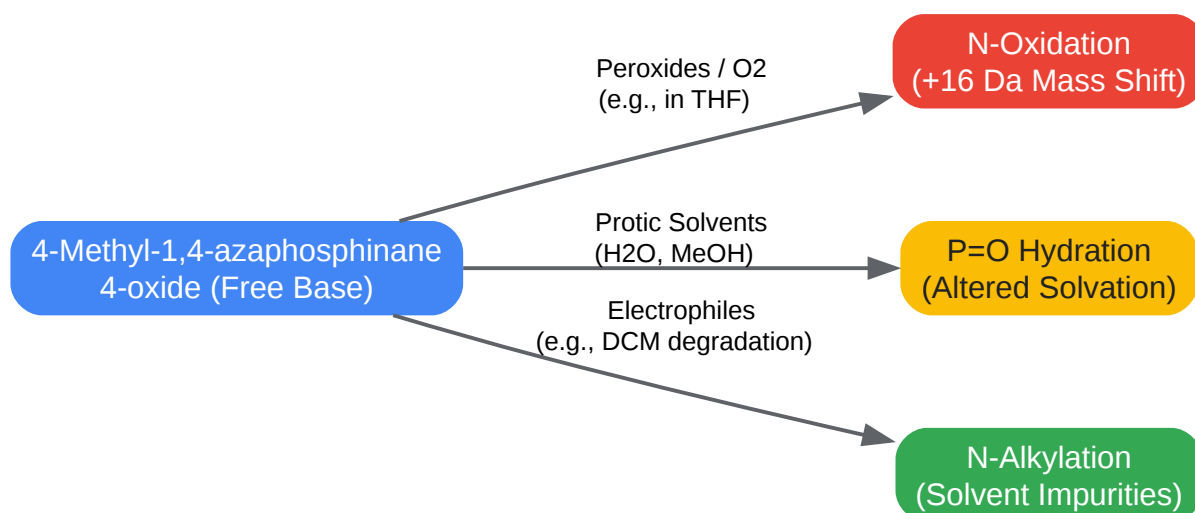 N-Oxidation
(+16 Da Mass Shift)
Peroxides / O2
(e.g., in THF)
4-Methyl-1,4-azaphosphinane
4-oxide (Free Base)
Protic Solvents
(H2O, MeOH)
P=O Hydration
(Altered Solvation)
Electrophiles
(e.g., DCM degradation)
N-Alkylation
(Solvent Impurities)